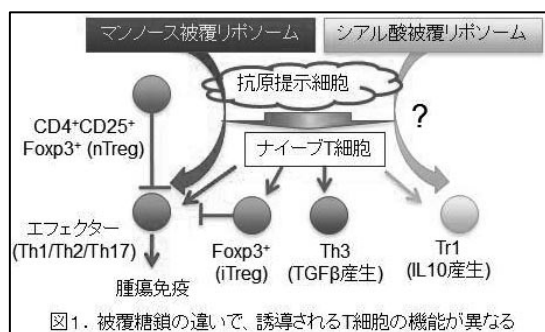 マンノース被覆リポソーム
シアル酸被覆リポソーム
抗原提示細胞
?
CD4⁺CD25⁺
Foxp3⁺ (nTreg)
ナイーブT細胞
エフェクター
(Th1/Th2/Th17)
Foxp3⁺
(iTreg)
Th3
(TGFβ産生)
Tr1
(IL10産生)
腫瘍免疫
図1. 被覆糖鎖の違いで、誘導されるT細胞の機能が異なる